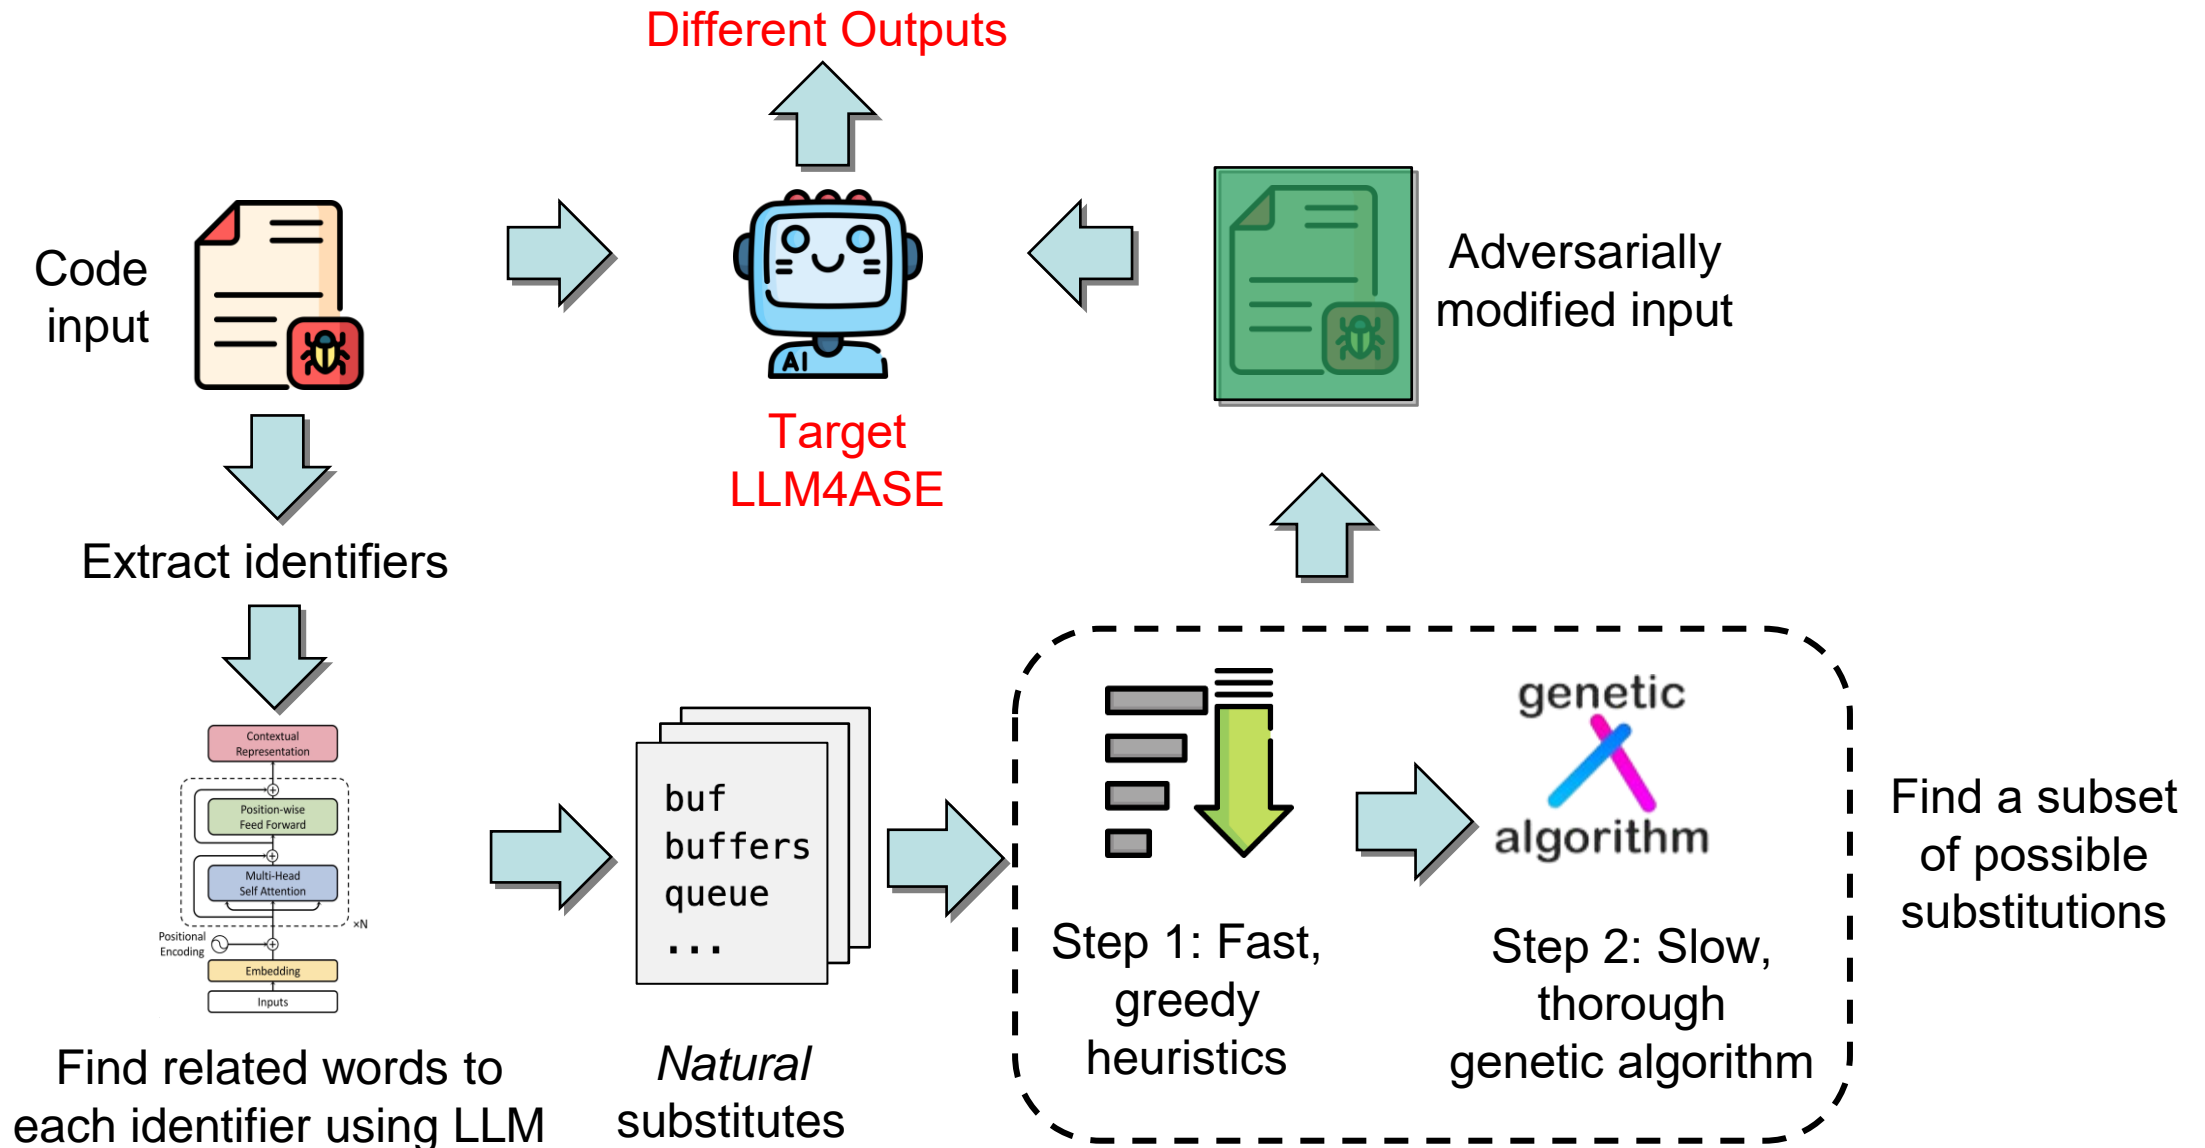 Different Outputs
Code
input
AI
Target
LLM4ASE
Adversarially
modified input
Extract identifiers
Contextual
Representation
Position-wise
Feed Forward
Multi-Head
Self Attention
×N
Positional
Encoding
Embedding
Inputs
Find related words to
each identifier using LLM
buf
buffers
queue
...
Natural
substitutes
Step 1: Fast,
greedy
heuristics
genetic
algorithm
Step 2: Slow,
thorough
genetic algorithm
Find a subset
of possible
substitutions